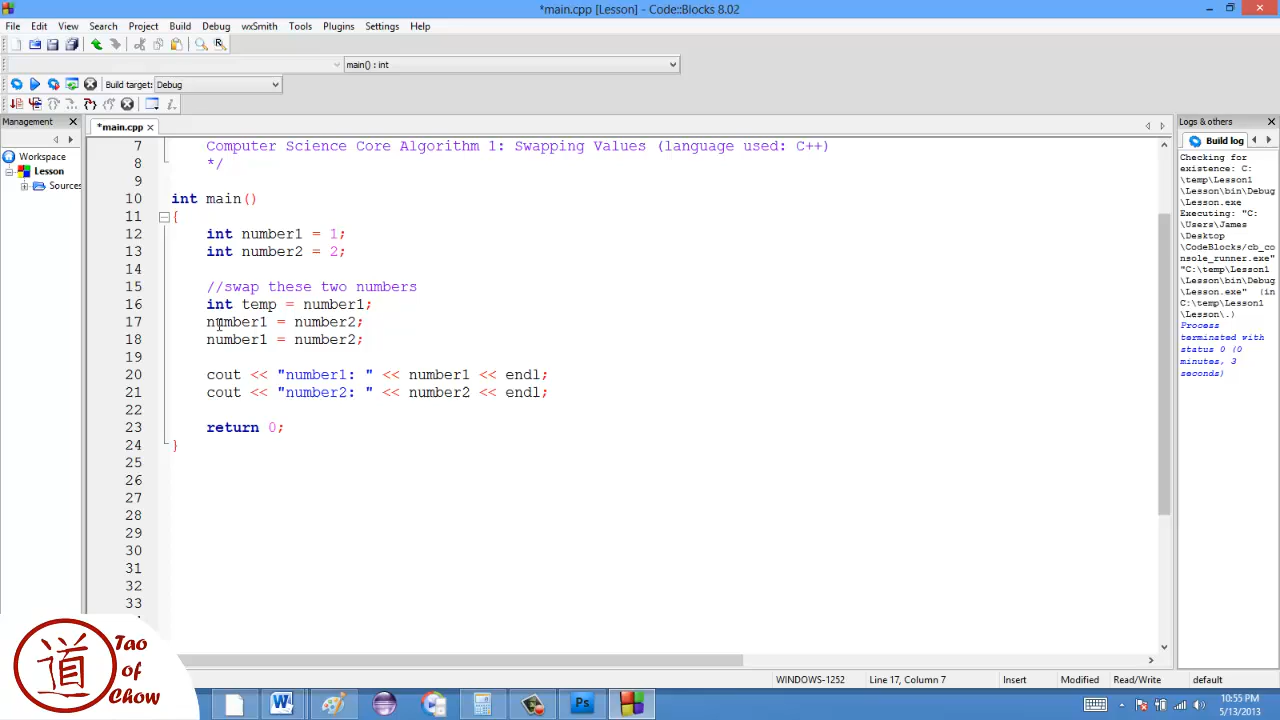 *main.cpp [Lesson] - Code::Blocks 8.02
File Edit View Search Project Build Debug wxSmith Tools Plugins Settings Help
main() : int
Build target: Debug
Management
*main.cpp
Logs & others
Workspace
Lesson
Sources
Build log
7 Computer Science Core Algorithm 1: Swapping Values (language used: C++)
8 */
9
10 int main()
11 {
12 int number1 = 1;
13 int number2 = 2;
14
15 //swap these two numbers
16 int temp = number1;
17 number1 = number2;
18 number1 = number2;
19
20 cout << "number1: " << number1 << endl;
21 cout << "number2: " << number2 << endl;
22
23 return 0;
24 }
25
26
27
28
29
30
31
32
33
Checking for
existence: C:
\temp\Lesson1
\Lesson\bin\Debug
\Lesson.exe
Executing: "C:
\Users\James
\Desktop
\CodeBlocks/cb_co
nsole_runner.exe"
"C:\temp\Lesson1
\Lesson\bin\Debug
\Lesson.exe" (in
C:\temp\Lesson1
\Lesson\.)
Process
terminated with
status 0 (0
minutes, 3
seconds)
道
Tao
of
Chow
WINDOWS-1252 Line 17, Column 7 Insert Modified Read/Write default
W
Ps
10:55 PM
5/13/2013